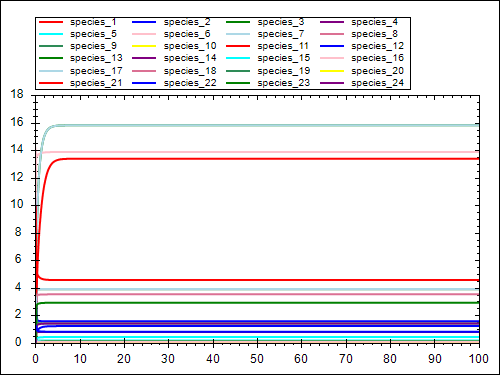 species_1 species_2 species_3 species_4
species_5 species_6 species_7 species_8
species_9 species_10 species_11 species_12
species_13 species_14 species_15 species_16
species_17 species_18 species_19 species_20
species_21 species_22 species_23 species_24
18
16
14
12
10
8
6
4
2
0
0 10 20 30 40 50 60 70 80 90 100